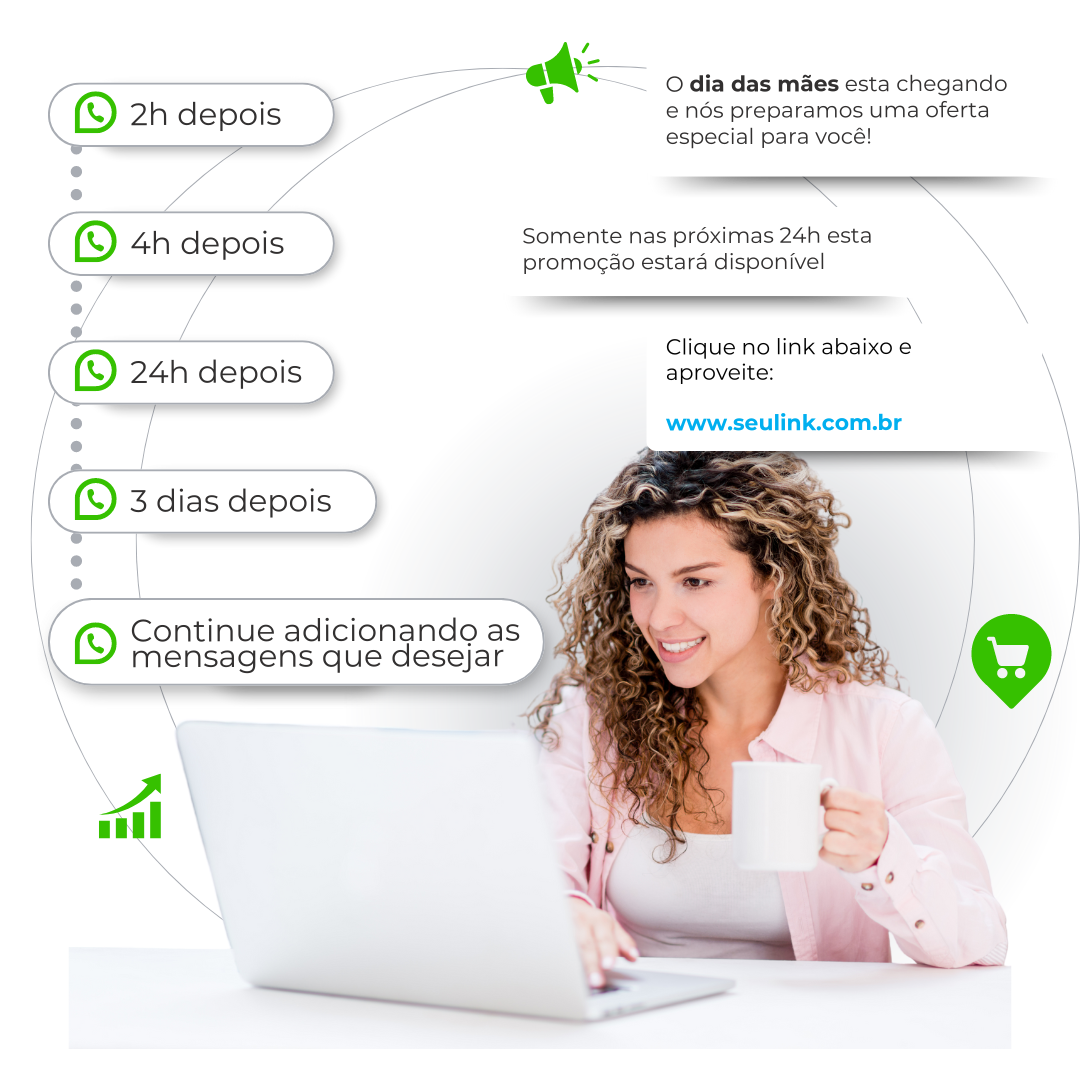 2h depois
4h depois
24h depois
3 dias depois
Continue adicionando as
mensagens que desejar
O dia das mães esta chegando
e nós preparamos uma oferta
especial para você!
Somente nas próximas 24h esta
promoção estará disponível
Clique no link abaixo e
aproveite:
www.seulink.com.br